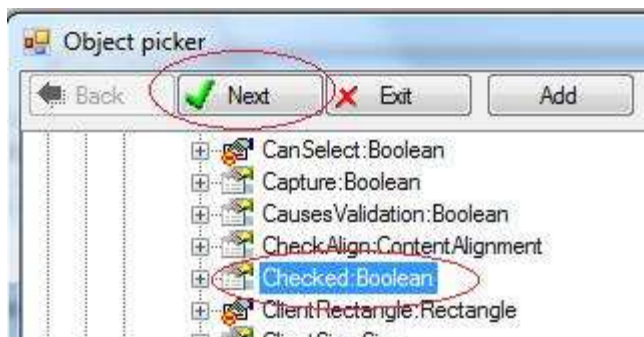 Object picker
Back Next Exit Add
CanSelect:Boolean
Capture:Boolean
CausesValidation:Boolean
CheckAlign:ContentAlignment
Checked:Boolean
ClientRectangle:Rectangle